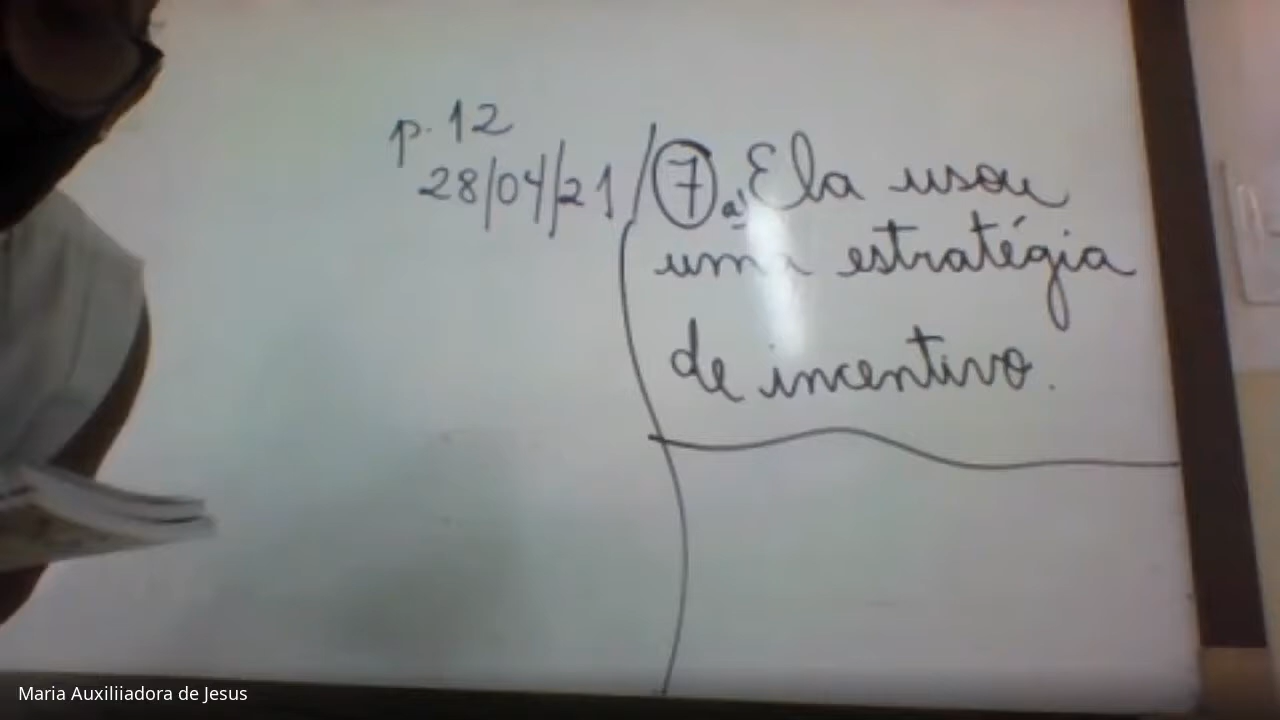 p. 12
28/04/21
7. a) Ela usou
uma estratégia
de incentivo.
Maria Auxiliiadora de Jesus